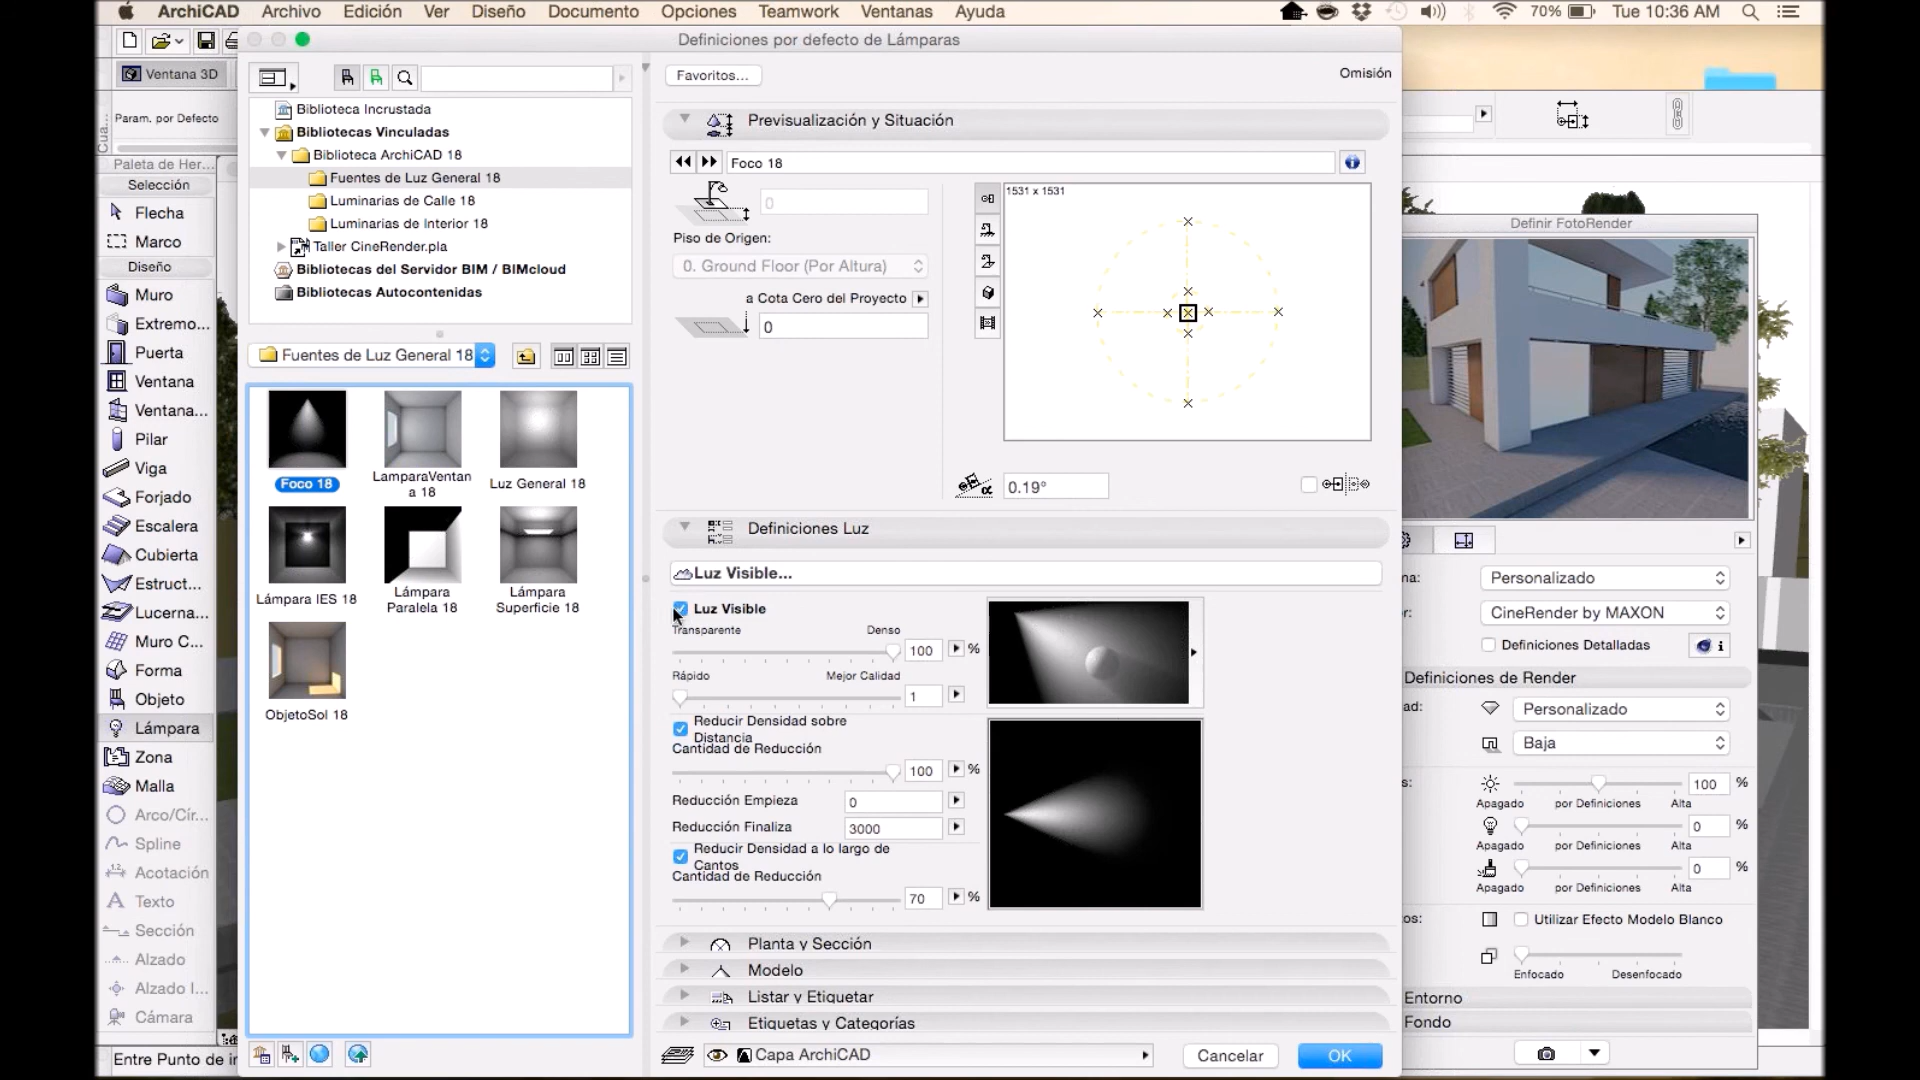 ArchiCAD Archivo Edición Ver Diseño Documento Opciones Teamwork Ventanas Ayuda 70% Tue 10:36 AM
Definiciones por defecto de Lámparas
Ventana 3D
Param. por Defecto
Cua...
Paleta de Her...
Selección
Flecha
Marco
Diseño
Muro
Extremo...
Puerta
Ventana
Ventana...
Pilar
Viga
Forjado
Escalera
Cubierta
Estruct...
Lucerna...
Muro C...
Forma
Objeto
Lámpara
Zona
Malla
Arco/Cír...
Spline
Acotación
Texto
Sección
Alzado
Alzado I...
Cámara
Entre Punto de in
Biblioteca Incrustada
Bibliotecas Vinculadas
Biblioteca ArchiCAD 18
Fuentes de Luz General 18
Luminarias de Calle 18
Luminarias de Interior 18
Taller CineRender.pla
Bibliotecas del Servidor BIM / BIMcloud
Bibliotecas Autocontenidas
Fuentes de Luz General 18
Foco 18
LamparaVentan
a 18
Luz General 18
Lámpara IES 18
Lámpara
Paralela 18
Lámpara
Superficie 18
ObjetoSol 18
Favoritos...
Omisión
Previsualización y Situación
Foco 18
0
Piso de Origen:
0. Ground Floor (Por Altura)
a Cota Cero del Proyecto
0
1531 x 1531
α
0.19°
Definiciones Luz
Luz Visible...
Luz Visible
Transparente Denso
100 %
Rápido Mejor Calidad
1
Reducir Densidad sobre
Distancia
Cantidad de Reducción
100 %
Reducción Empieza 0
Reducción Finaliza 3000
Reducir Densidad a lo largo de
Cantos
Cantidad de Reducción
70 %
Planta y Sección
Modelo
Listar y Etiquetar
Etiquetas y Categorías
Capa ArchiCAD
Cancelar
OK
Definir FotoRender
na: Personalizado
r: CineRender by MAXON
Definiciones Detalladas
i
Definiciones de Render
ad: Personalizado
Baja
s: 100 %
Apagado por Definiciones Alta
0 %
Apagado por Definiciones Alta
0 %
Apagado por Definiciones Alta
os: Utilizar Efecto Modelo Blanco
Enfocado Desenfocado
Entorno
Fondo